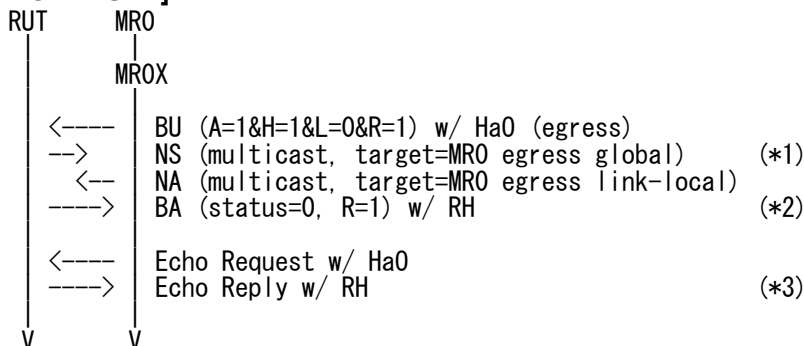 RUT MR0
MR0X
<---- BU (A=1&H=1&L=0&R=1) w/ HaO (egress)
--> NS (multicast, target=MR0 egress global) (*1)
<-- NA (multicast, target=MR0 egress link-local)
----> BA (status=0, R=1) w/ RH (*2)
<---- Echo Request w/ HaO
----> Echo Reply w/ RH (*3)
V V